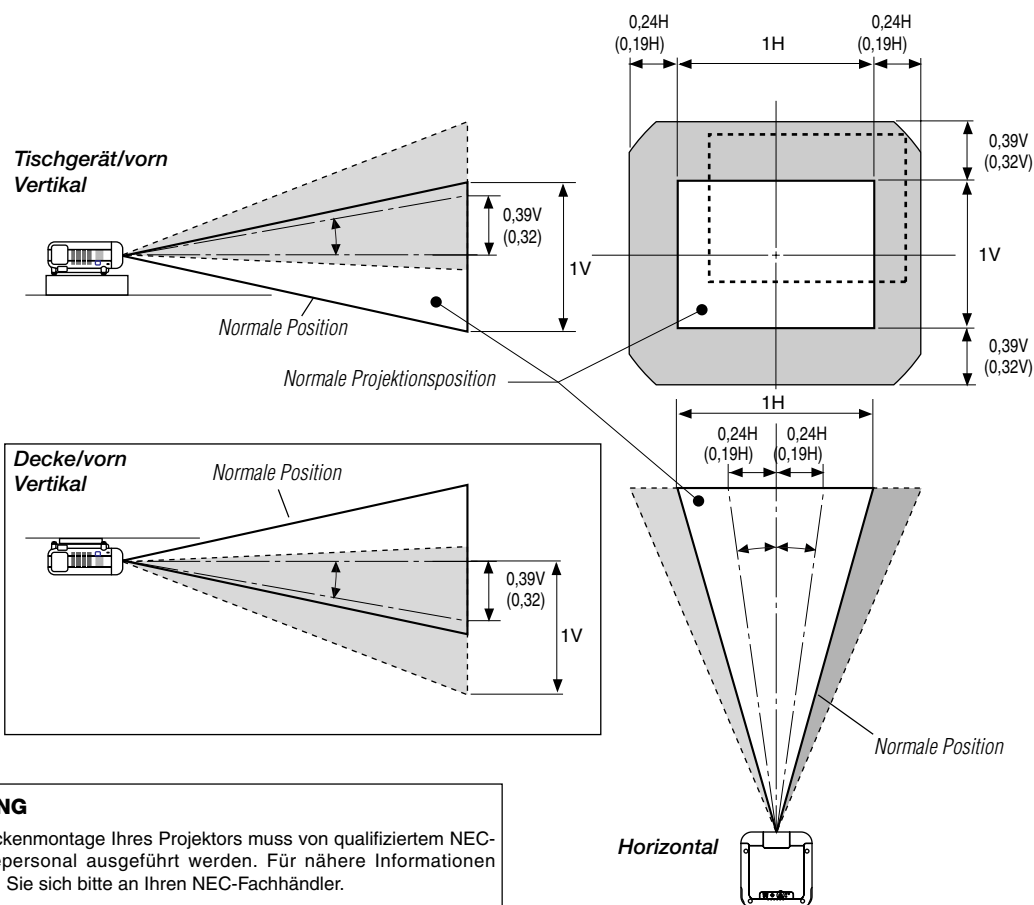 0,24H
(0,19H)
1H
0,24H
(0,19H)
Tischgerät/vorn
Vertikal
0,39V
(0,32V)
0,39V
(0,32)
1V
1V
Normale Position
Normale Projektionsposition
0,39V
(0,32V)
1H
0,24H
(0,19H)
0,24H
(0,19H)
Decke/vorn
Vertikal
Normale Position
0,39V
(0,32)
1V
Normale Position
Horizontal
NG
ckenmontage Ihres Projektors muss von qualifiziertem NEC-
epersonal ausgeführt werden. Für nähere Informationen
Sie sich bitte an Ihren NEC-Fachhändler.